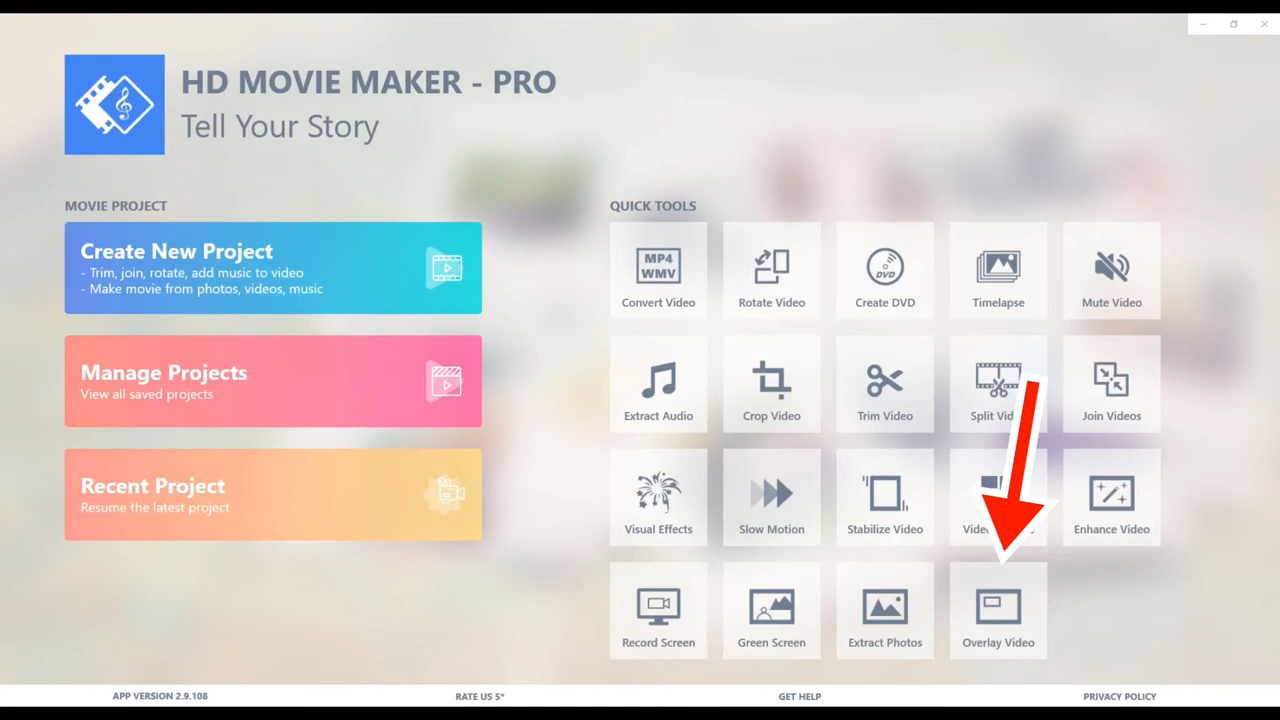 HD MOVIE MAKER - PRO
Tell Your Story
MOVIE PROJECT
Create New Project
- Trim, join, rotate, add music to video
- Make movie from photos, videos, music
Manage Projects
View all saved projects
Recent Project
Resume the latest project
QUICK TOOLS
MP4
WMV
Convert Video
Rotate Video
DVD
Create DVD
Timelapse
Mute Video
Extract Audio
Crop Video
Trim Video
Split
Join Videos
Visual Effects
Slow Motion
Stabilize Video
Enhance Video
Record Screen
Green Screen
Extract Photos
Overlay Video
APP VERSION 2.9.108
RATE US 5*
GET HELP
PRIVACY POLICY